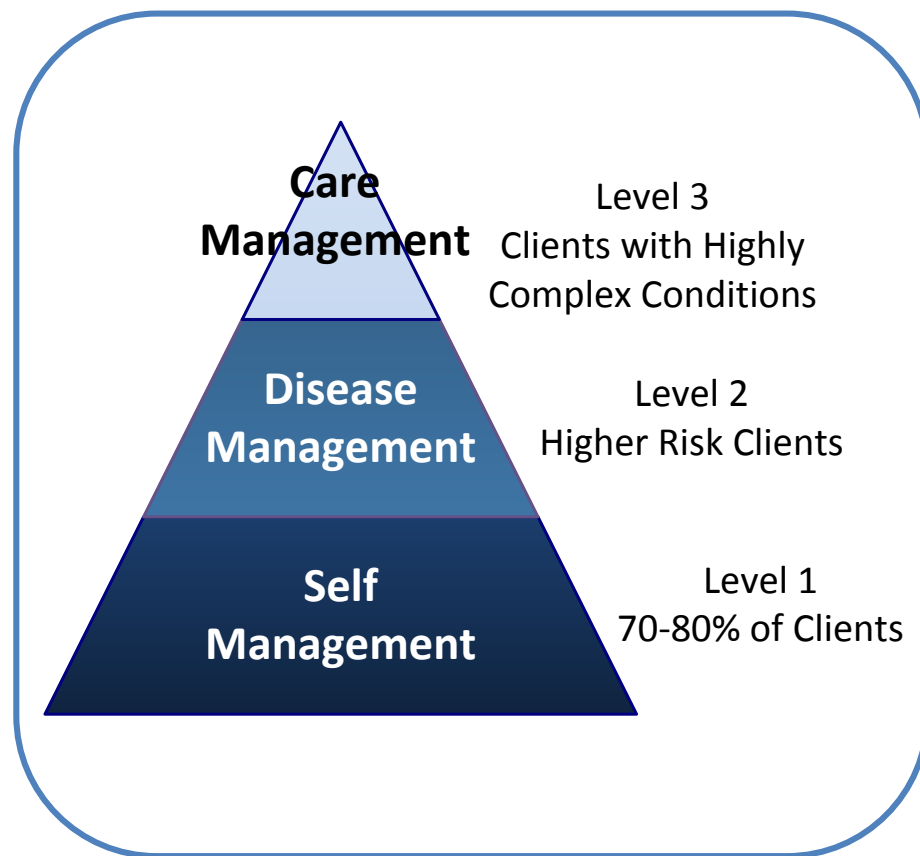 Care
Management
Level 3
Clients with Highly
Complex Conditions
Disease
Management
Level 2
Higher Risk Clients
Self
Management
Level 1
70-80% of Clients